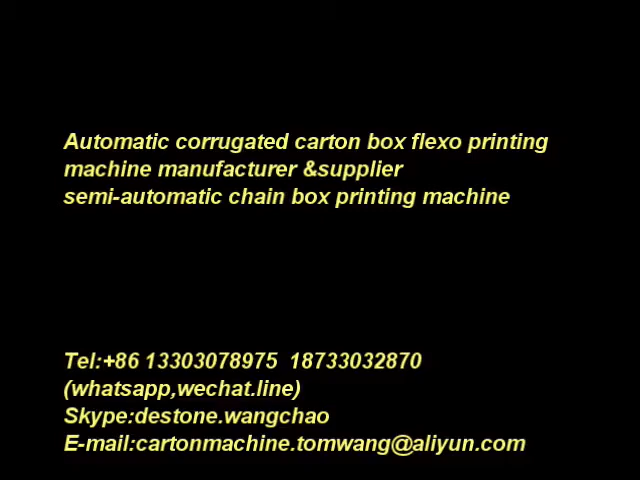 Automatic corrugated carton box flexo printing
machine manufacturer &supplier
semi-automatic chain box printing machine
Tel:+86 13303078975  18733032870
(whatsapp,wechat.line)
Skype:destone.wangchao
E-mail:cartonmachine.tomwang@aliyun.com